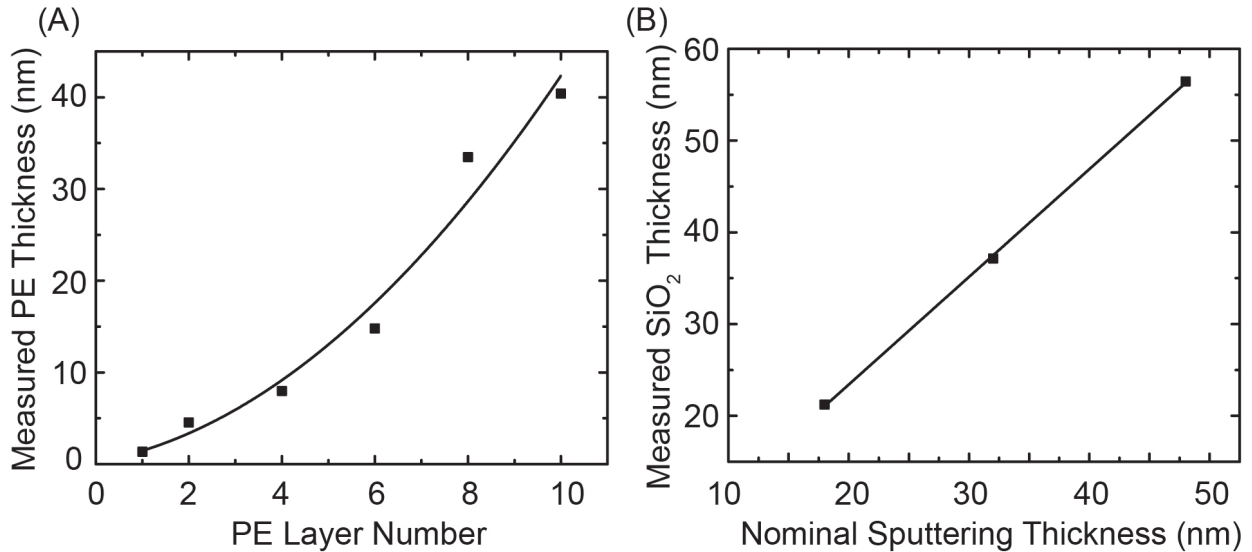 (A)
Measured PE Thickness (nm)
40
30
20
10
0
0 2 4 6 8 10
PE Layer Number
(B)
Measured SiO₂ Thickness (nm)
60
50
40
30
20
10 20 30 40 50
Nominal Sputtering Thickness (nm)